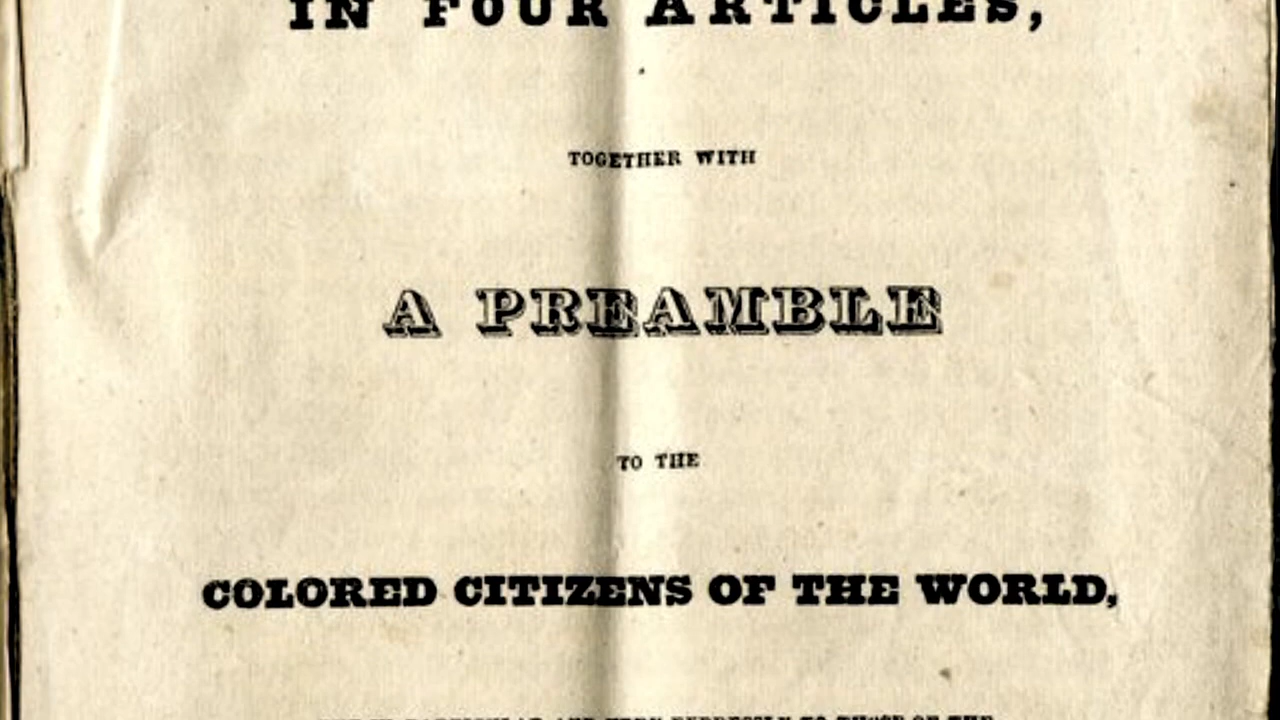 IN FOUR ARTICLES,
TOGETHER WITH
A PREAMBLE
TO THE
COLORED CITIZENS OF THE WORLD,